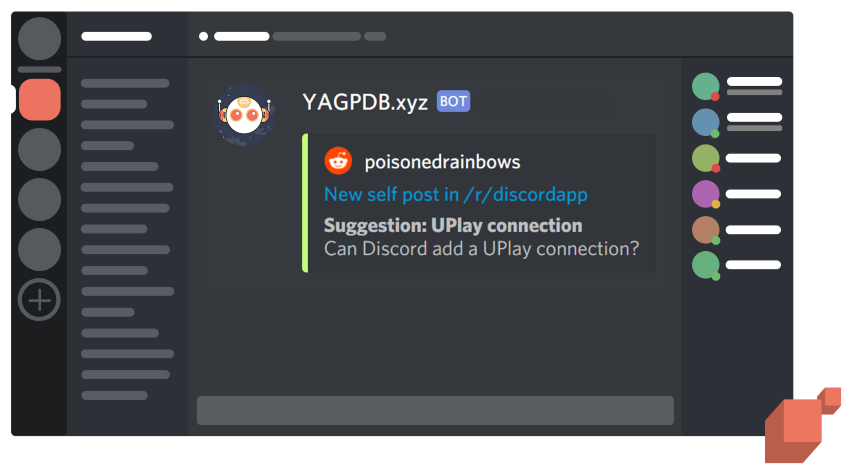 YAGPDB.xyz BOT
poisonedrainbows
New self post in /r/discordapp
Suggestion: UPlay connection
Can Discord add a UPlay connection?